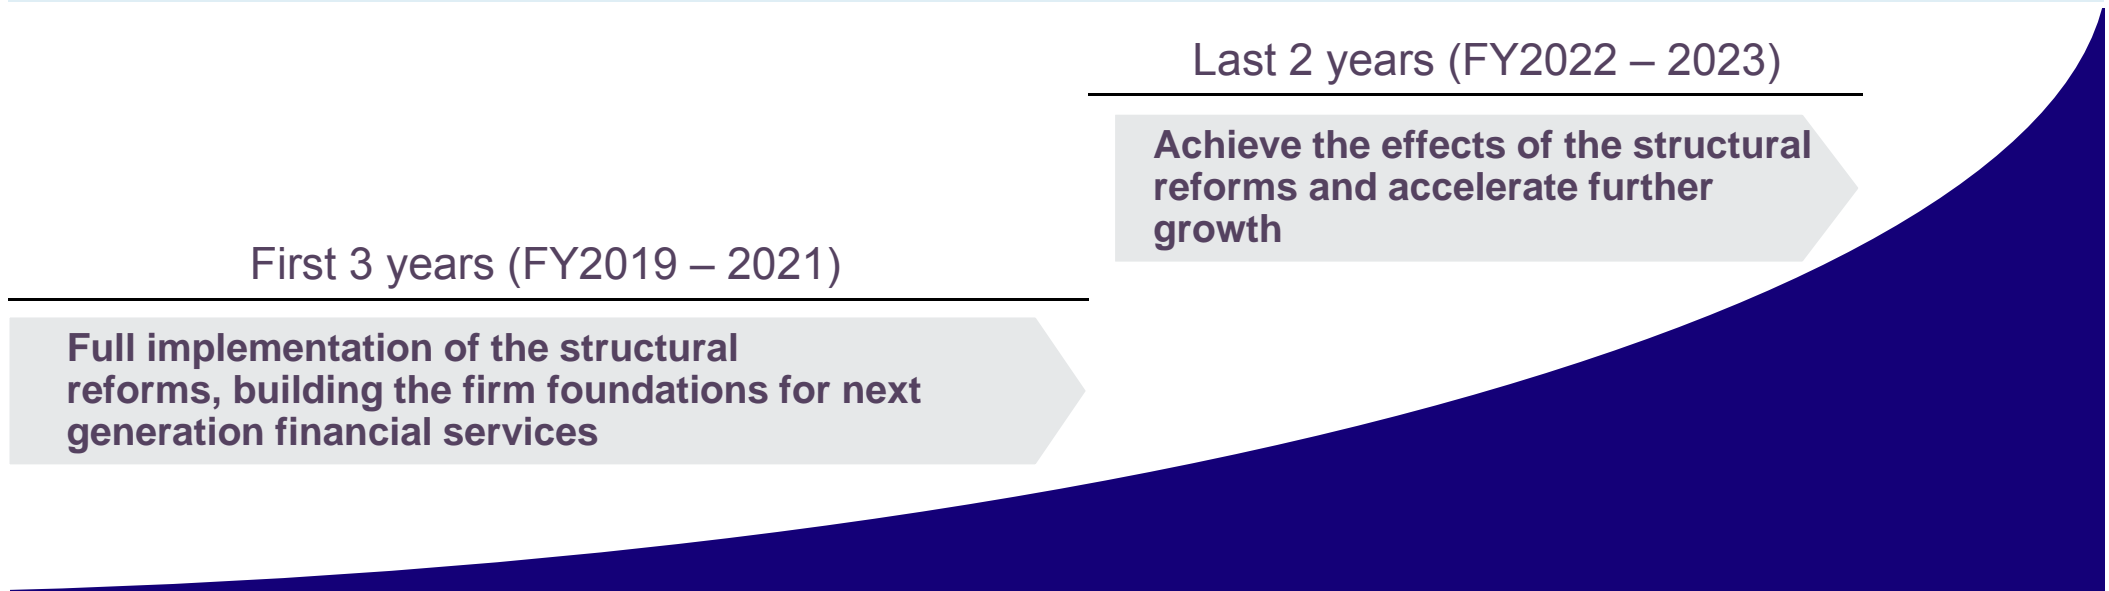 Last 2 years (FY2022 – 2023)
Achieve the effects of the structural
reforms and accelerate further
growth
First 3 years (FY2019 – 2021)
Full implementation of the structural
reforms, building the firm foundations for next
generation financial services